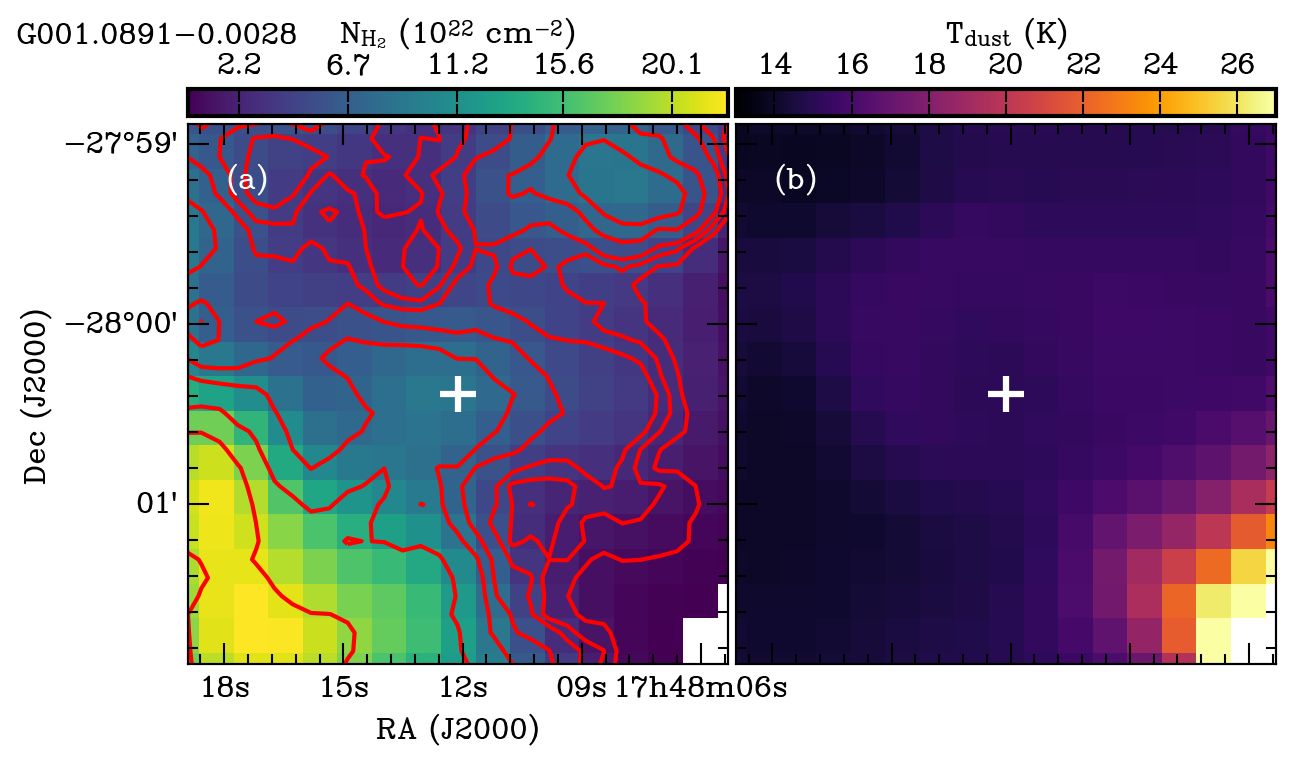 G001.0891−0.0028 N_H₂ (10²² cm⁻²) T_dust (K)
2.2 6.7 11.2 15.6 20.1 14 16 18 20 22 24 26
−27°59'
(a) (b)
−28°00'
Dec (J2000)
01'
18s 15s 12s 09s 17h48m06s
RA (J2000)